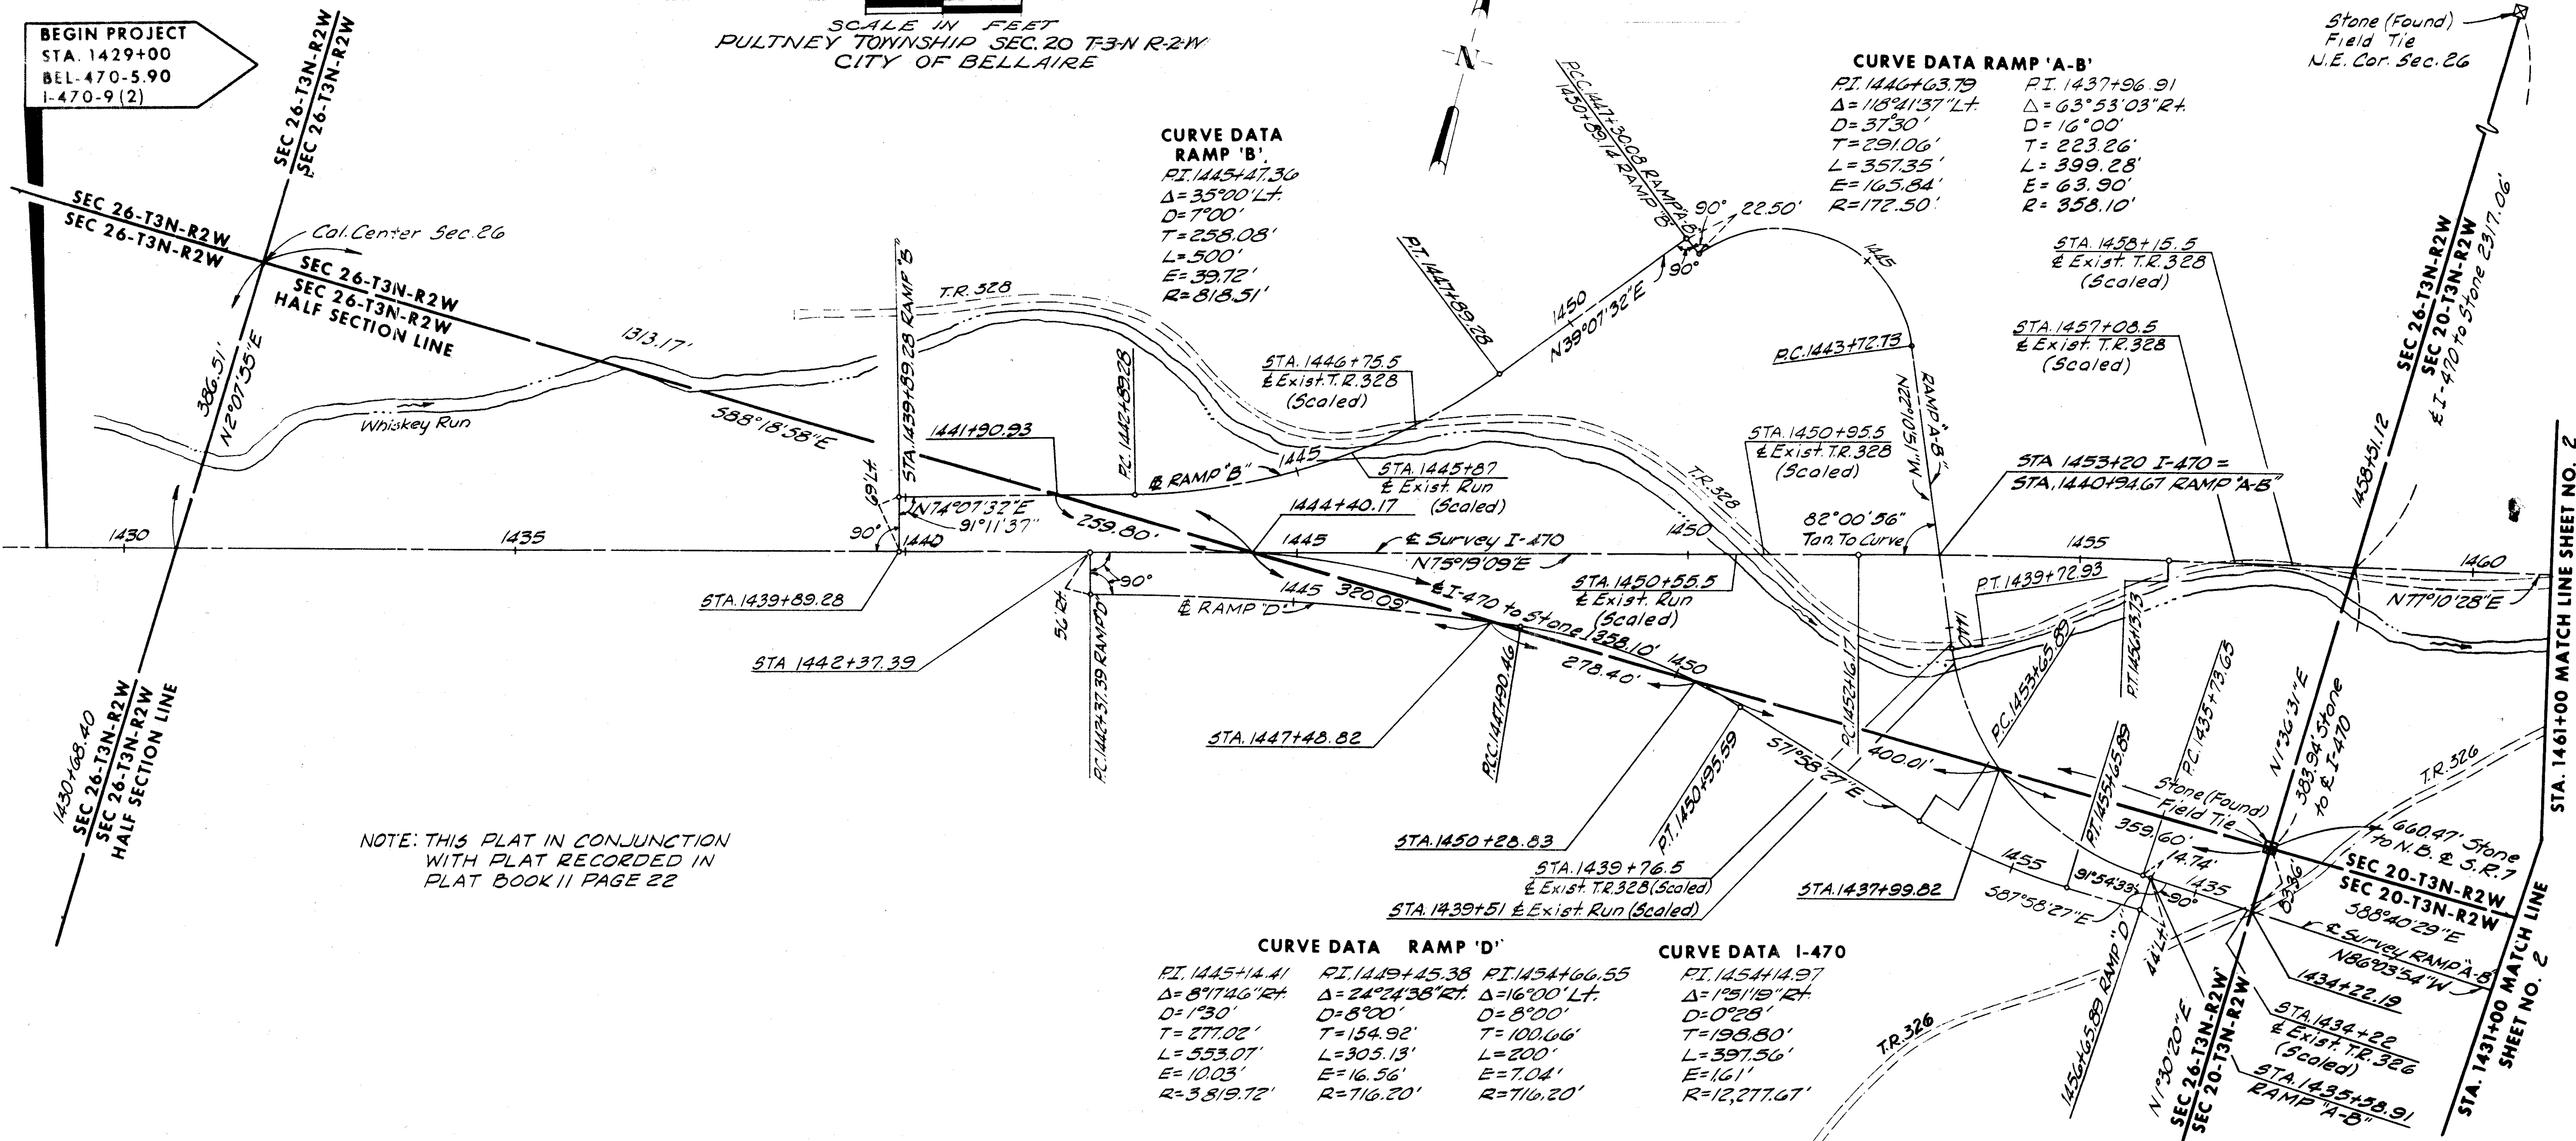 BEGIN PROJECT
STA. 1429+00
BEL-470-5.90
I-470-9(2)
SCALE IN FEET
PULTNEY TOWNSHIP SEC. 20 T-3-N R-2-W
CITY OF BELLAIRE
N
Stone (Found)
Field Tie
N.E. Cor. Sec. 26
CURVE DATA
RAMP 'B'
P.I. 1445+47.36
Δ=35°00' Lt.
D=7°00'
T=258.08'
L=500'
E=39.72'
R=818.51'
CURVE DATA RAMP 'A-B'
P.I. 1446+63.79
Δ=118°41'37" Lt.
D=37°30'
T=291.06'
L=357.35'
E=165.84'
R=172.50'
P.I. 1437+96.91
Δ=63°53'03" Rt.
D=16°00'
T=223.26'
L=399.28'
E=63.90'
R=358.10'
SEC 26-T3N-R2W
SEC 26-T3N-R2W
SEC 26-T3N-R2W
SEC 26-T3N-R2W
Cal. Center Sec. 26
SEC 26-T3N-R2W
SEC 26-T3N-R2W
HALF SECTION LINE
386.51'
N2°07'55"E
1313.17'
Whiskey Run
S88°18'58"E
T.R. 328
STA. 1439+89.28 RAMP "B"
P.C.C. 1447+30.08 RAMP "A-B"
1450+89.14 RAMP "B"
90° 22.50'
90°
P.T. 1447+89.28
1450
N39°07'32"E
1445
STA. 1458+15.5
℄ Exist. T.R. 328
(Scaled)
STA. 1457+08.5
℄ Exist. T.R. 328
(Scaled)
P.C. 1443+72.73
RAMP "A-B"
N22°01'51"W
SEC 26-T3N-R2W
SEC 20-T3N-R2W
℄ I-470 to Stone 2317.06'
1458+51.12
STA. 1446+75.5
℄ Exist. T.R. 328
(Scaled)
1441+90.93
P.C. 1442+89.28
℄ RAMP "B"
1445
STA. 1445+87
℄ Exist. Run
(Scaled)
T.R. 328
STA. 1450+95.5
℄ Exist. T.R. 328
(Scaled)
STA 1453+20 I-470 =
STA. 1440+94.67 RAMP "A-B"
69' Lt.
N74°07'32"E
91°11'37"
90°
259.80'
1444+40.17
82°00'56"
Tan. To Curve
1430
1435
1440
1445
℄ Survey I-470
N75°19'09"E
1450
1455
1460
N77°10'28"E
STA. 1461+00 MATCH LINE SHEET NO. 2
STA. 1439+89.28
90°
56' Rt.
P.C. 1442+37.39 RAMP "D"
℄ RAMP "D"
1445
320.09'
℄ I-470 to Stone 1358.10'
STA. 1450+55.5
℄ Exist. Run
(Scaled)
P.T. 1439+72.93
1440
STA 1442+37.39
STA. 1447+48.82
P.C.C. 1447+90.46
278.40'
1450
P.C. 1452+16.17
P.C. 1453+65.89
P.T. 1456+13.73
P.C. 1435+73.65
N1°36'31"E
383.94' Stone
to ℄ I-470
T.R. 326
1430+68.40
SEC 26-T3N-R2W
SEC 26-T3N-R2W
HALF SECTION LINE
P.T. 1450+95.59
S71°58'27"E
400.01'
STA. 1450+28.83
STA. 1439+76.5
℄ Exist. T.R. 328 (Scaled)
STA. 1439+51 ℄ Exist. Run (Scaled)
STA. 1437+99.82
P.T. 1455+65.89
Stone (Found)
Field Tie
359.60'
660.47' Stone
to N.B. ℄ S.R. 7
14.74'
1455
91°54'33"
1435
90°
S87°58'27"E
83.36'
SEC 20-T3N-R2W
SEC 20-T3N-R2W
S88°40'29"E
℄ Survey RAMP "A-B"
N86°03'54"W
NOTE: THIS PLAT IN CONJUNCTION
WITH PLAT RECORDED IN
PLAT BOOK 11 PAGE 22
1456+65.89 RAMP "D"
44' Lt.
1434+22.19
STA. 1434+22
℄ Exist. T.R. 326
(Scaled)
STA. 1435+58.91
RAMP "A-B"
N1°30'20"E
SEC 26-T3N-R2W
SEC 20-T3N-R2W
STA. 1431+00 MATCH LINE
SHEET NO. 2
T.R. 326
CURVE DATA RAMP 'D'
P.I. 1445+14.41
Δ=8°17'46" Rt.
D=1°30'
T=277.02'
L=553.07'
E=10.03'
R=3819.72'
P.I. 1449+45.38
Δ=24°24'38" Rt.
D=8°00'
T=154.92'
L=305.13'
E=16.56'
R=716.20'
P.I. 1454+66.55
Δ=16°00' Lt.
D=8°00'
T=100.66'
L=200'
E=7.04'
R=716.20'
CURVE DATA I-470
P.I. 1454+14.97
Δ=1°51'19" Rt.
D=0°28'
T=198.80'
L=397.56'
E=1.61'
R=12,277.67'